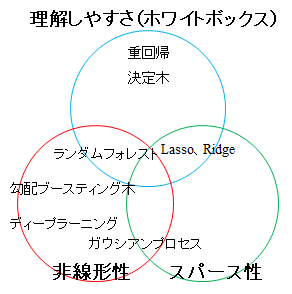 理解しやすさ(ホワイトボックス)
重回帰
決定木
ランダムフォレスト
Lasso、Ridge
勾配ブースティング木
ディープラーニング
ガウシアンプロセス
非線形性
スパース性